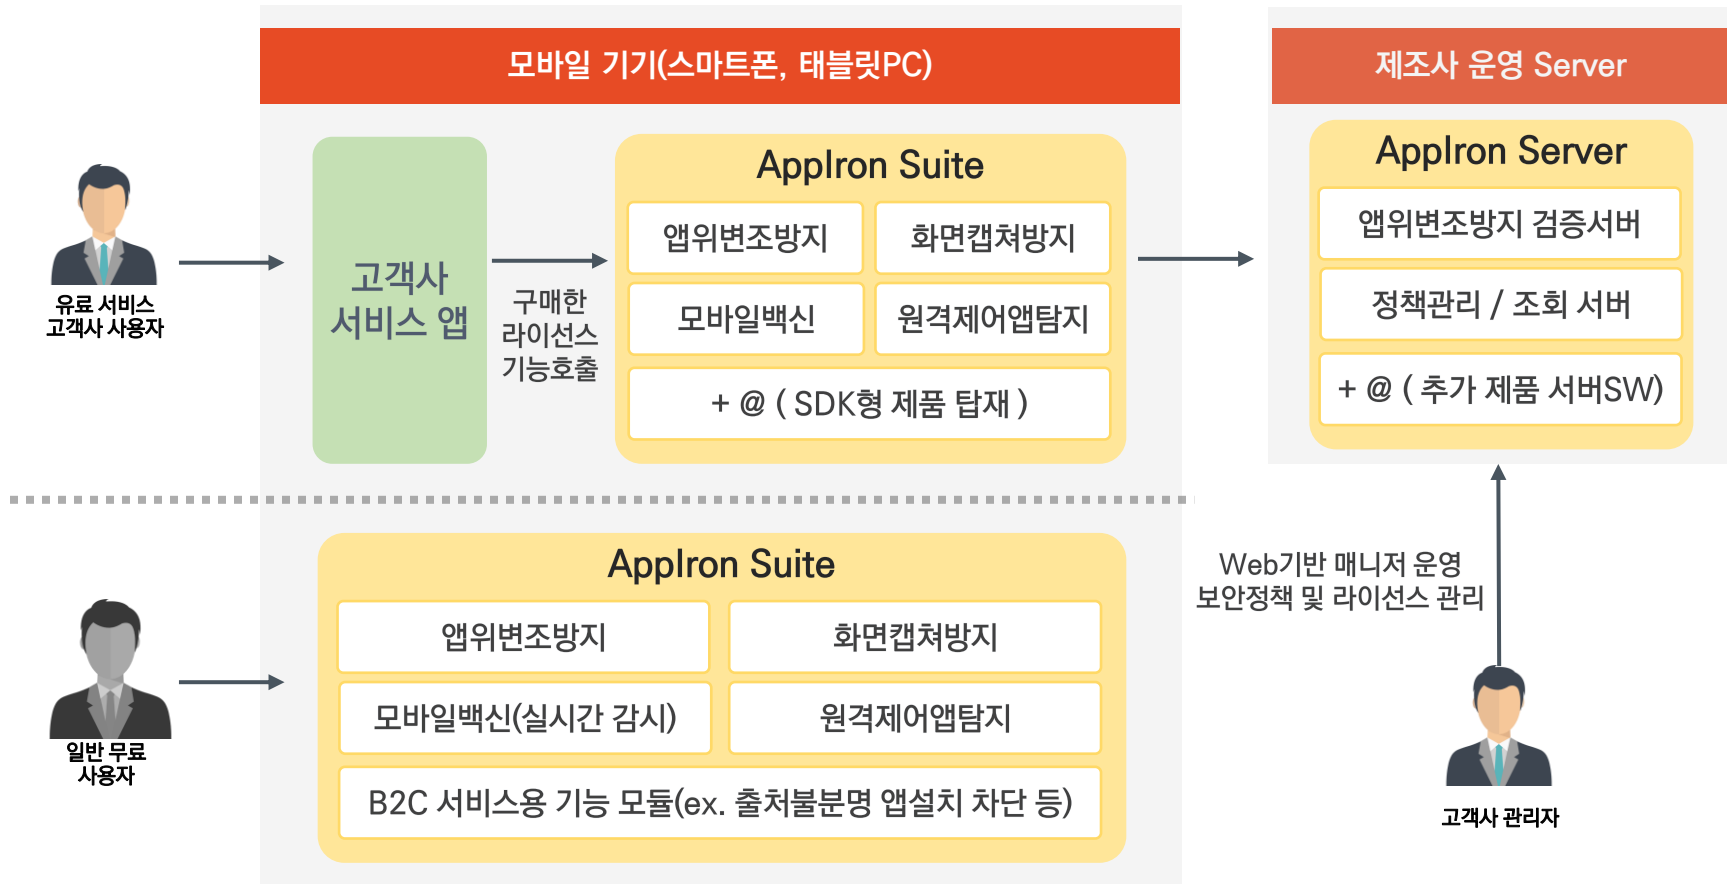 모바일 기기(스마트폰, 태블릿PC)
제조사 운영 Server
유료 서비스
고객사 사용자
고객사
서비스 앱
구매한
라이선스
기능호출
AppIron Suite
앱위변조방지
화면캡쳐방지
모바일백신
원격제어앱탐지
+ @ ( SDK형 제품 탑재 )
AppIron Server
앱위변조방지 검증서버
정책관리 / 조회 서버
+ @ ( 추가 제품 서버SW)
일반 무료
사용자
AppIron Suite
앱위변조방지
화면캡쳐방지
모바일백신(실시간 감시)
원격제어앱탐지
B2C 서비스용 기능 모듈(ex. 출처불분명 앱설치 차단 등)
Web기반 매니저 운영
보안정책 및 라이선스 관리
고객사 관리자